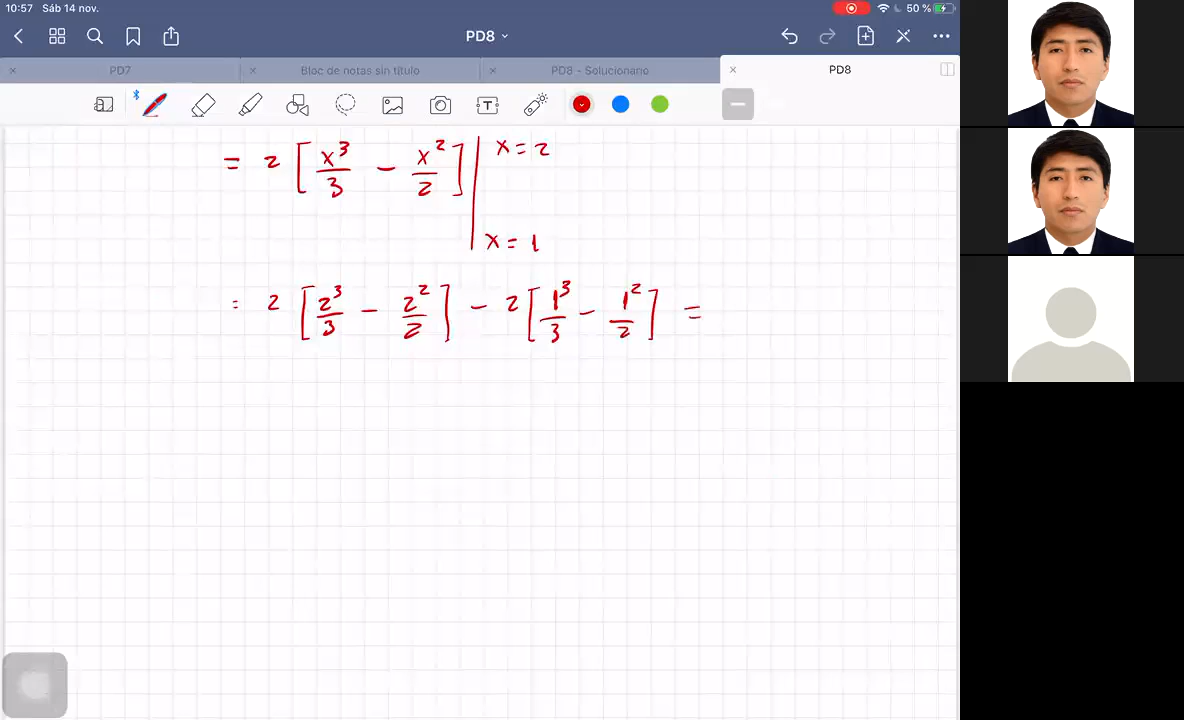 10:57 Sáb 14 nov. 50 %
PD8
PD7 Bloc de notas sin título PD8 - Solucionario PD8
= 2 [x³/3 − x²/2] | x = 2
x = 1
= 2 [2³/3 − 2²/2] − 2 [1³/3 − 1²/2] =